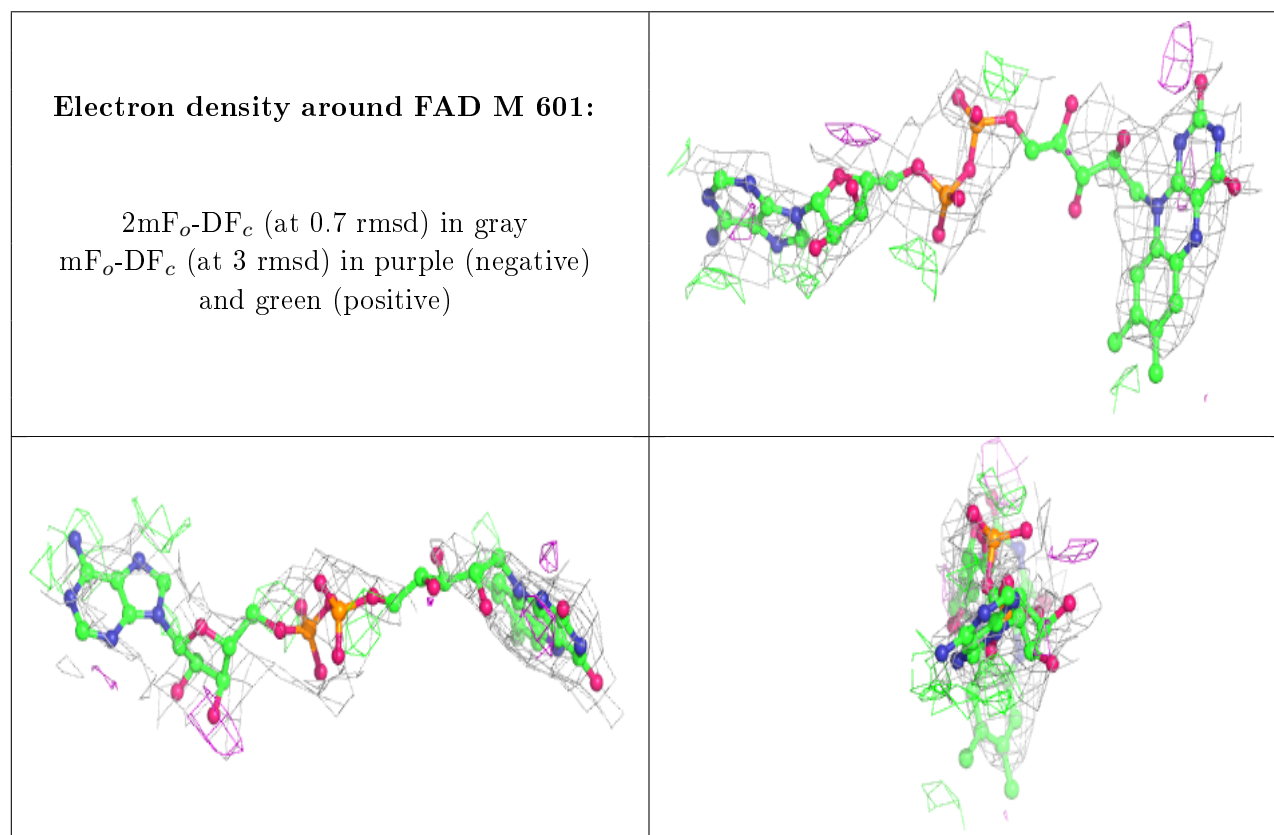 Electron density around FAD M 601:
2mFo-DFc (at 0.7 rmsd) in gray
mFo-DFc (at 3 rmsd) in purple (negative)
and green (positive)